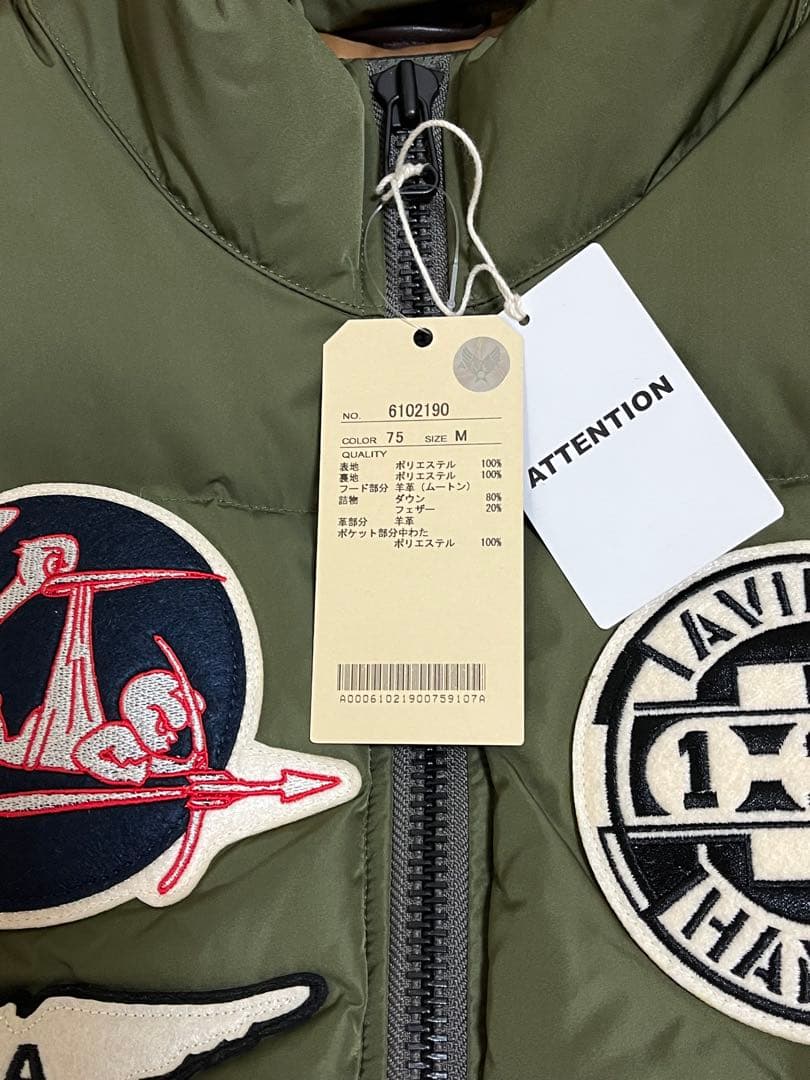 NO. 6102190
COLOR 75 SIZE M
QUALITY
表地 ポリエステル 100%
裏地 ポリエステル 100%
フード部分 羊革(ムートン)
詰物 ダウン 80%
フェザー 20%
革部分 羊革
ポケット部分中わた
ポリエステル 100%
A00061021900759107A
ATTENTION